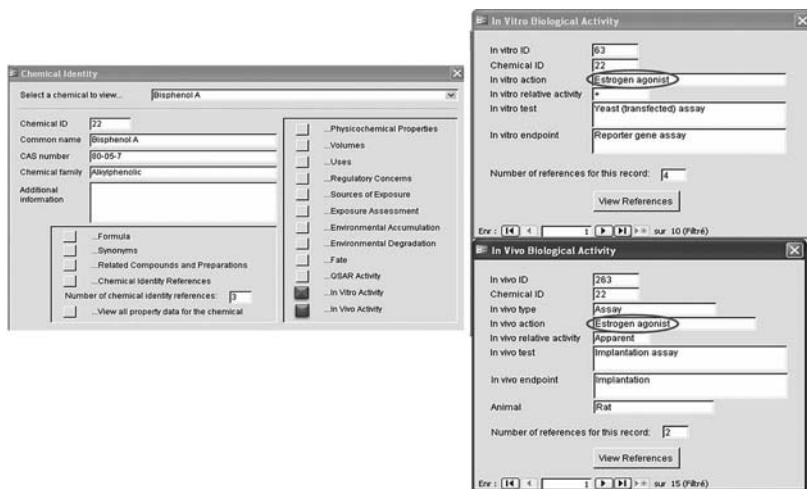 Chemical Identity
Select a chemical to view... Bisphenol A
Chemical ID 22
Common name Bisphenol A
CAS number 80-05-7
Chemical family Alkylphenolic
Additional
information
...Formula
...Synonyms
...Related Compounds and Preparations
...Chemical Identity References
Number of chemical identity references: 3
...View all property data for the chemical
...Physicochemical Properties
...Volumes
...Uses
...Regulatory Concerns
...Sources of Exposure
...Exposure Assessment
...Environmental Accumulation
...Environmental Degradation
...Fate
...QSAR Activity
...In Vitro Activity
...In Vivo Activity
In Vitro Biological Activity
In vitro ID 63
Chemical ID 22
In vitro action Estrogen agonist
In vitro relative activity +
In vitro test Yeast (transfected) assay
In vitro endpoint Reporter gene assay
Number of references for this record: 4
View References
Enr : 1 sur 10 (Filtré)
In Vivo Biological Activity
In vivo ID 263
Chemical ID 22
In vivo type Assay
In vivo action Estrogen agonist
In vivo relative activity Apparent
In vivo test Implantation assay
In vivo endpoint Implantation
Animal Rat
Number of references for this record: 2
View References
Enr : 1 sur 15 (Filtré)